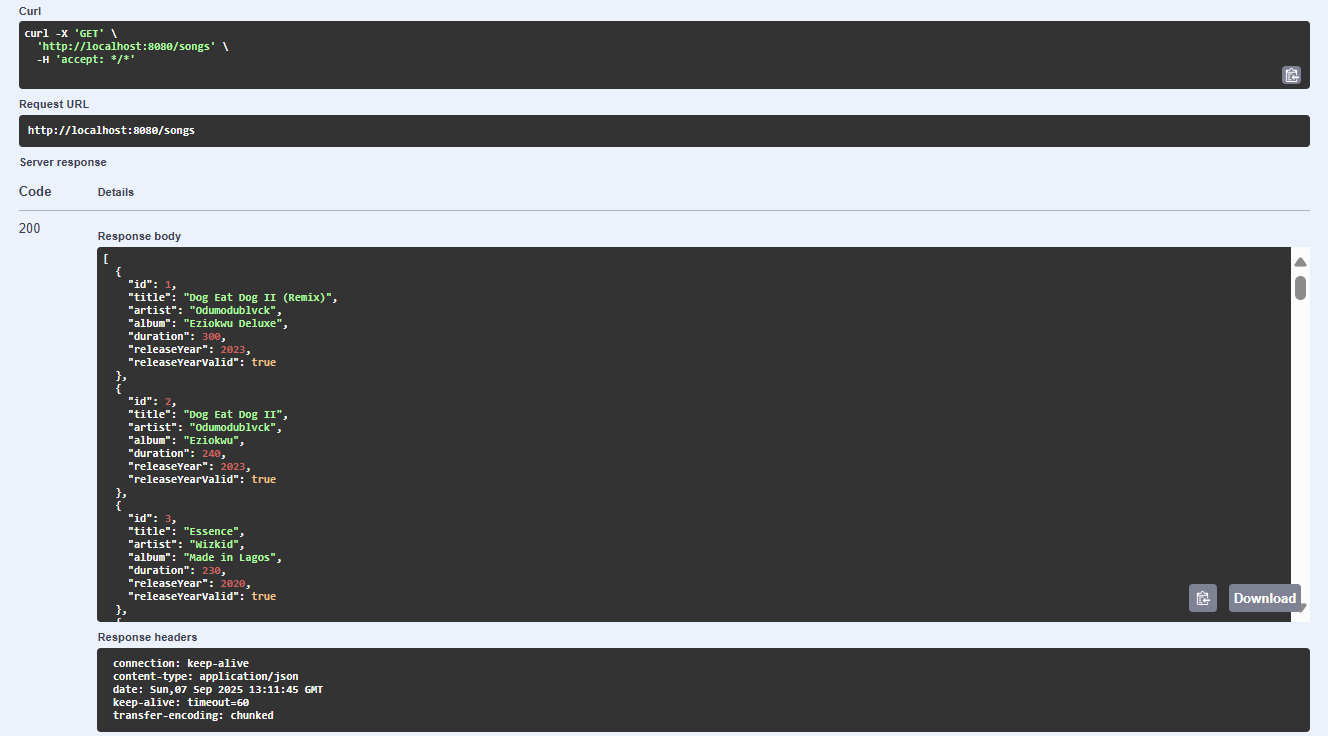 Curl
curl -X 'GET' \
  'http://localhost:8080/songs' \
  -H 'accept: */*'
Request URL
http://localhost:8080/songs
Server response
Code Details
200
Response body
[
  {
    "id": 1,
    "title": "Dog Eat Dog II (Remix)",
    "artist": "Odumodublvck",
    "album": "Eziokwu Deluxe",
    "duration": 300,
    "releaseYear": 2023,
    "releaseYearValid": true
  },
  {
    "id": 2,
    "title": "Dog Eat Dog II",
    "artist": "Odumodublvck",
    "album": "Eziokwu",
    "duration": 240,
    "releaseYear": 2023,
    "releaseYearValid": true
  },
  {
    "id": 3,
    "title": "Essence",
    "artist": "Wizkid",
    "album": "Made in Lagos",
    "duration": 230,
    "releaseYear": 2020,
    "releaseYearValid": true
  },
  {
Download
Response headers
connection: keep-alive
content-type: application/json
date: Sun,07 Sep 2025 13:11:45 GMT
keep-alive: timeout=60
transfer-encoding: chunked